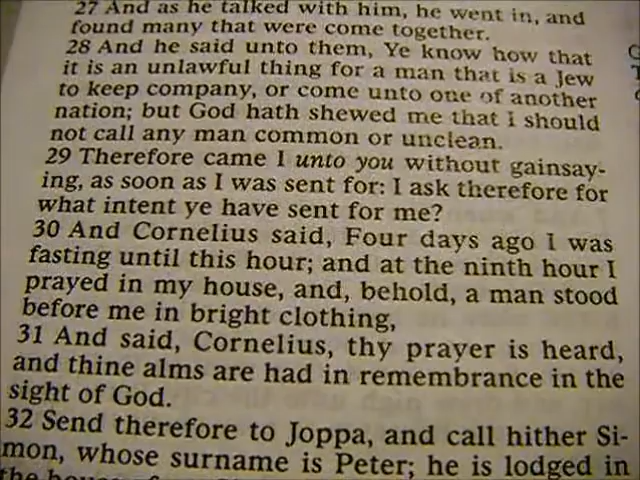 27 And as he talked with him, he went in, and
found many that were come together.
28 And he said unto them, Ye know how that
it is an unlawful thing for a man that is a Jew
to keep company, or come unto one of another
nation; but God hath shewed me that I should
not call any man common or unclean.
29 Therefore came I unto you without gainsay-
ing, as soon as I was sent for: I ask therefore for
what intent ye have sent for me?
30 And Cornelius said, Four days ago I was
fasting until this hour; and at the ninth hour I
prayed in my house, and, behold, a man stood
before me in bright clothing,
31 And said, Cornelius, thy prayer is heard,
and thine alms are had in remembrance in the
sight of God.
32 Send therefore to Joppa, and call hither Si-
mon, whose surname is Peter; he is lodged in
the house of